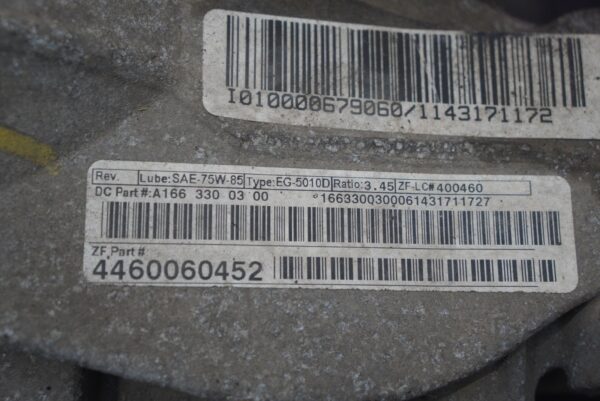 I010000679060/1143171172
Rev. Lube:SAE-75W-85 Type:EG-5010D Ratio:3.45 ZF-LC#400460
DC Part#:A166 330 03 00 1663300300061431711727
ZF Part#
4460060452